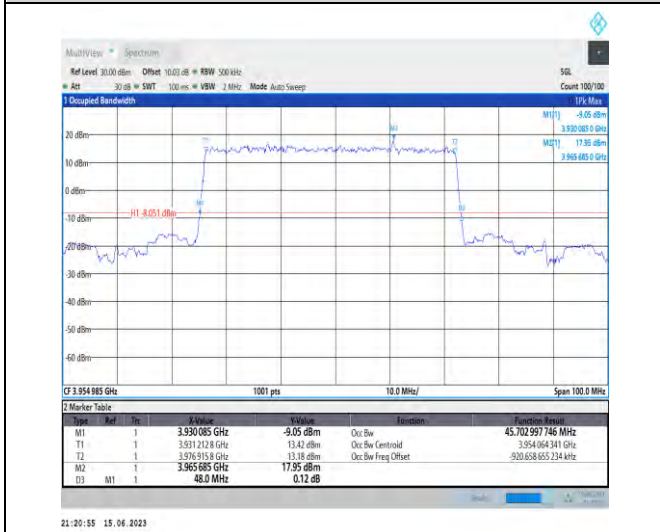 MultiView Spectrum
Ref Level 30.00 dBm Offset 10.03 dB RBW 500 kHz SGL
Att 30 dB SWT 100 ms VBW 2 MHz Mode Auto Sweep Count 100/100
1 Occupied Bandwidth 1Pk Max
M1[1] -9.05 dBm
3.930 085 0 GHz
M2[1] 17.95 dBm
3.965 685 0 GHz
M2
T1 T2
20 dBm
10 dBm
0 dBm
M1 D3
H1 -8.051 dBm
-10 dBm
-20 dBm
-30 dBm
-40 dBm
-50 dBm
-60 dBm
CF 3.954 985 GHz 1001 pts 10.0 MHz/ Span 100.0 MHz
2 Marker Table
Type Ref Trc X-Value Y-Value Function Function Result
M1 1 3.930 085 GHz -9.05 dBm Occ Bw 45.702 997 746 MHz
T1 1 3.931 212 8 GHz 13.42 dBm Occ Bw Centroid 3.954 064 341 GHz
T2 1 3.976 915 8 GHz 13.18 dBm Occ Bw Freq Offset -920.658 655 234 kHz
M2 1 3.965 685 GHz 17.95 dBm
D3 M1 1 48.0 MHz 0.12 dB
21:20:55 15.06.2023